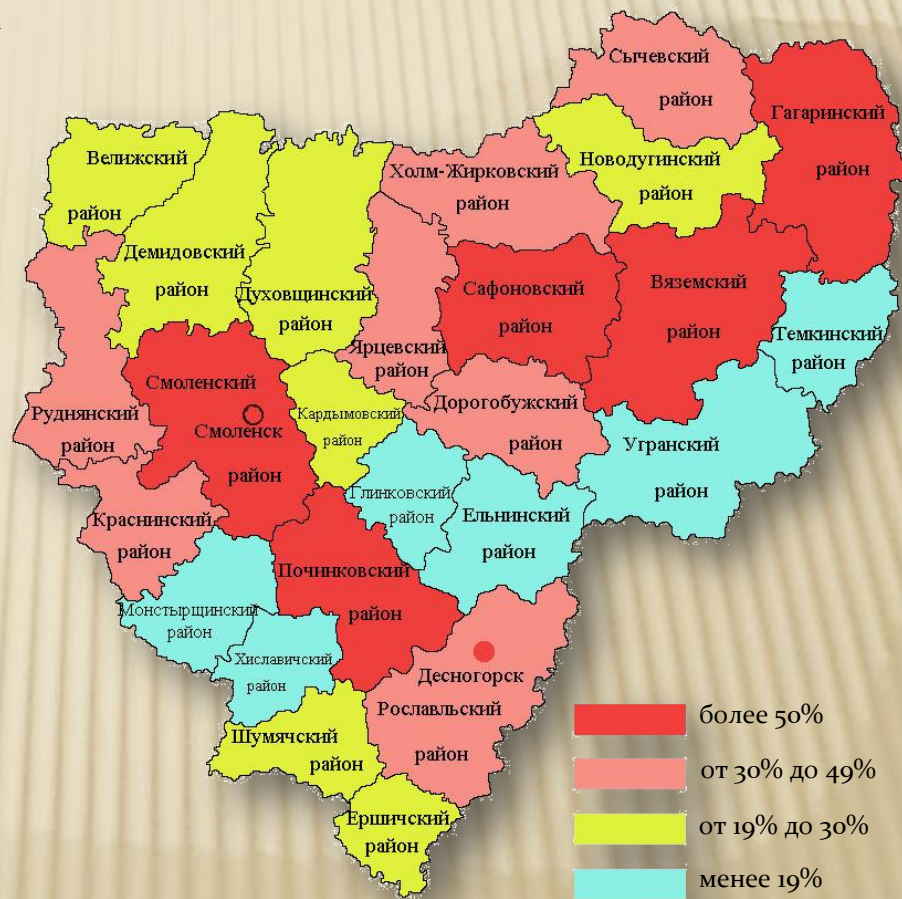 Сычевский
район
Гагаринский
район
Велижский
район
Новодугинский
район
Холм-Жирковский
район
Демидовский
район
Духовщинский
район
Сафоновский
район
Вяземский
район
Темкинский
район
Ярцевский
район
Смоленский
Смоленск
район
Руднянский
район
Кардымовский
район
Дорогобужский
район
Угранский
район
Глинковский
район
Ельнинский
район
Краснинский
район
Починковский
район
Монстырщинский
район
Хиславичский
район
Десногорск
Рославльский
район
Шумячский
район
Ершичский
район
более 50%
от 30% до 49%
от 19% до 30%
менее 19%